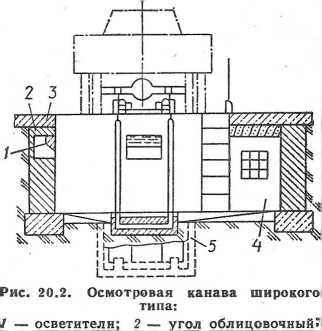 2
3
1
4
5
Рис. 20.2. Осмотровая канава широкого
типа:
1 — осветители; 2 — угол облицовочный;